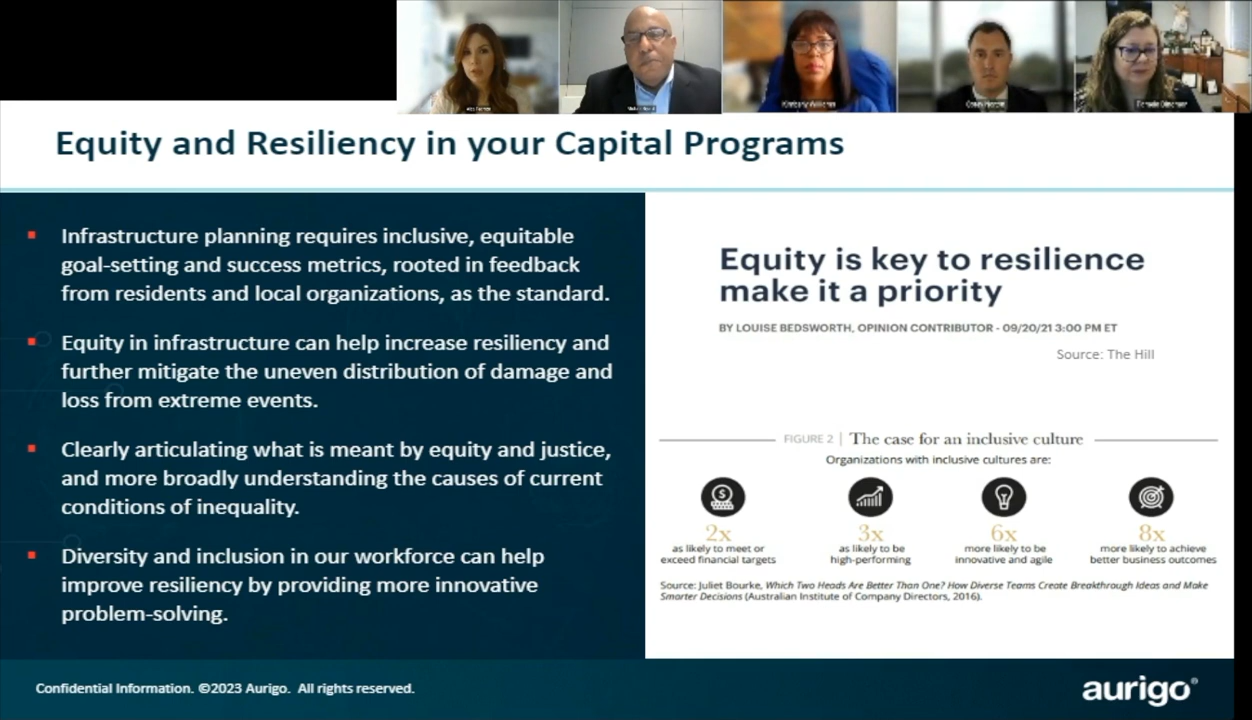 Kimberly Williams
Equity and Resiliency in your Capital Programs
Infrastructure planning requires inclusive, equitable
goal-setting and success metrics, rooted in feedback
from residents and local organizations, as the standard.
Equity in infrastructure can help increase resiliency and
further mitigate the uneven distribution of damage and
loss from extreme events.
Clearly articulating what is meant by equity and justice,
and more broadly understanding the causes of current
conditions of inequality.
Diversity and inclusion in our workforce can help
improve resiliency by providing more innovative
problem-solving.
Equity is key to resilience
make it a priority
BY LOUISE BEDSWORTH, OPINION CONTRIBUTOR - 09/20/21 3:00 PM ET
Source: The Hill
FIGURE 2 | The case for an inclusive culture
Organizations with inclusive cultures are:
2x
as likely to meet or
exceed financial targets
3x
as likely to be
high-performing
6x
more likely to be
innovative and agile
8x
more likely to achieve
better business outcomes
Source: Juliet Bourke, Which Two Heads Are Better Than One? How Diverse Teams Create Breakthrough Ideas and Make
Smarter Decisions (Australian Institute of Company Directors, 2016).
Confidential Information. ©2023 Aurigo. All rights reserved.
aurigo®